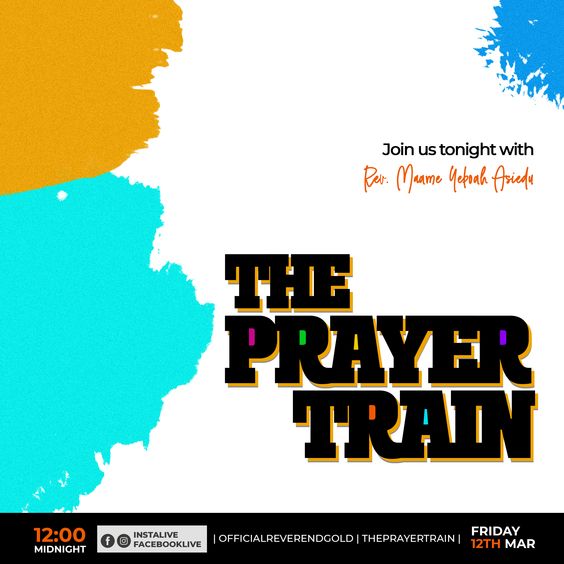 Join us tonight with
Rev. Maame Yeboah Asiedu
THE
PRAYER
TRAIN
12:00
MIDNIGHT
INSTALIVE
FACEBOOKLIVE
| OFFICIALREVERENDGOLD | THEPRAYERTRAIN |
FRIDAY
12TH MAR